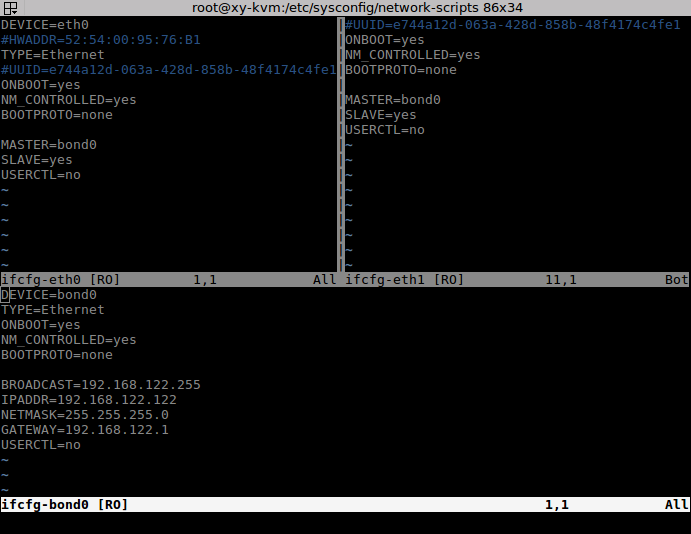 root@xy-kvm:/etc/sysconfig/network-scripts 86x34
DEVICE=eth0
#HWADDR=52:54:00:95:76:B1
TYPE=Ethernet
#UUID=e744a12d-063a-428d-858b-48f4174c4fe1
ONBOOT=yes
NM_CONTROLLED=yes
BOOTPROTO=none
MASTER=bond0
SLAVE=yes
USERCTL=no
~
~
~
~
~
~
ifcfg-eth0 [RO] 1,1 All
#UUID=e744a12d-063a-428d-858b-48f4174c4fe1
ONBOOT=yes
NM_CONTROLLED=yes
BOOTPROTO=none
MASTER=bond0
SLAVE=yes
USERCTL=no
~
~
~
~
~
~
~
~
~
ifcfg-eth1 [RO] 11,1 Bot
DEVICE=bond0
TYPE=Ethernet
ONBOOT=yes
NM_CONTROLLED=yes
BOOTPROTO=none
BROADCAST=192.168.122.255
IPADDR=192.168.122.122
NETMASK=255.255.255.0
GATEWAY=192.168.122.1
USERCTL=no
~
~
~
ifcfg-bond0 [RO] 1,1 All